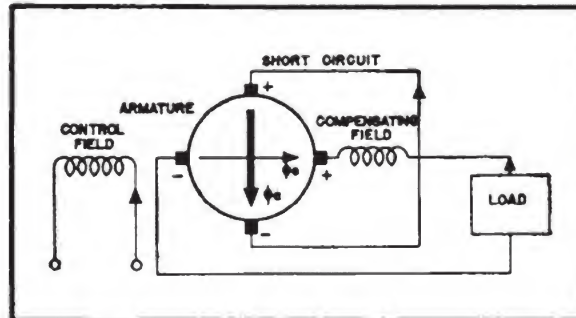 SHORT CIRCUIT
+
ARMATURE
CONTROL
FIELD
COMPENSATING
FIELD
-
+
ϕ
ϕ
-
LOAD